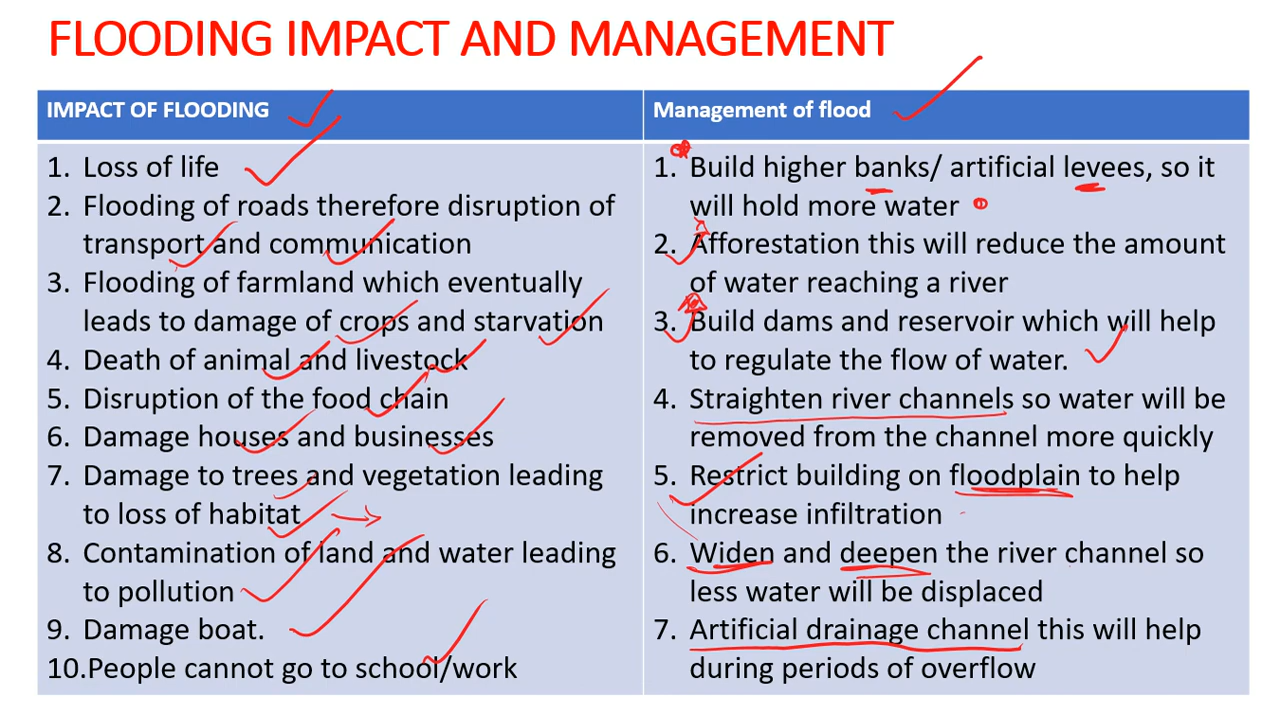 FLOODING IMPACT AND MANAGEMENT
IMPACT OF FLOODING
1. Loss of life
2. Flooding of roads therefore disruption of
transport and communication
3. Flooding of farmland which eventually
leads to damage of crops and starvation
4. Death of animal and livestock
5. Disruption of the food chain
6. Damage houses and businesses
7. Damage to trees and vegetation leading
to loss of habitat
8. Contamination of land and water leading
to pollution
9. Damage boat.
10.People cannot go to school/work
Management of flood
1. Build higher banks/ artificial levees, so it
will hold more water
2. Afforestation this will reduce the amount
of water reaching a river
3. Build dams and reservoir which will help
to regulate the flow of water.
4. Straighten river channels so water will be
removed from the channel more quickly
5. Restrict building on floodplain to help
increase infiltration
6. Widen and deepen the river channel so
less water will be displaced
7. Artificial drainage channel this will help
during periods of overflow